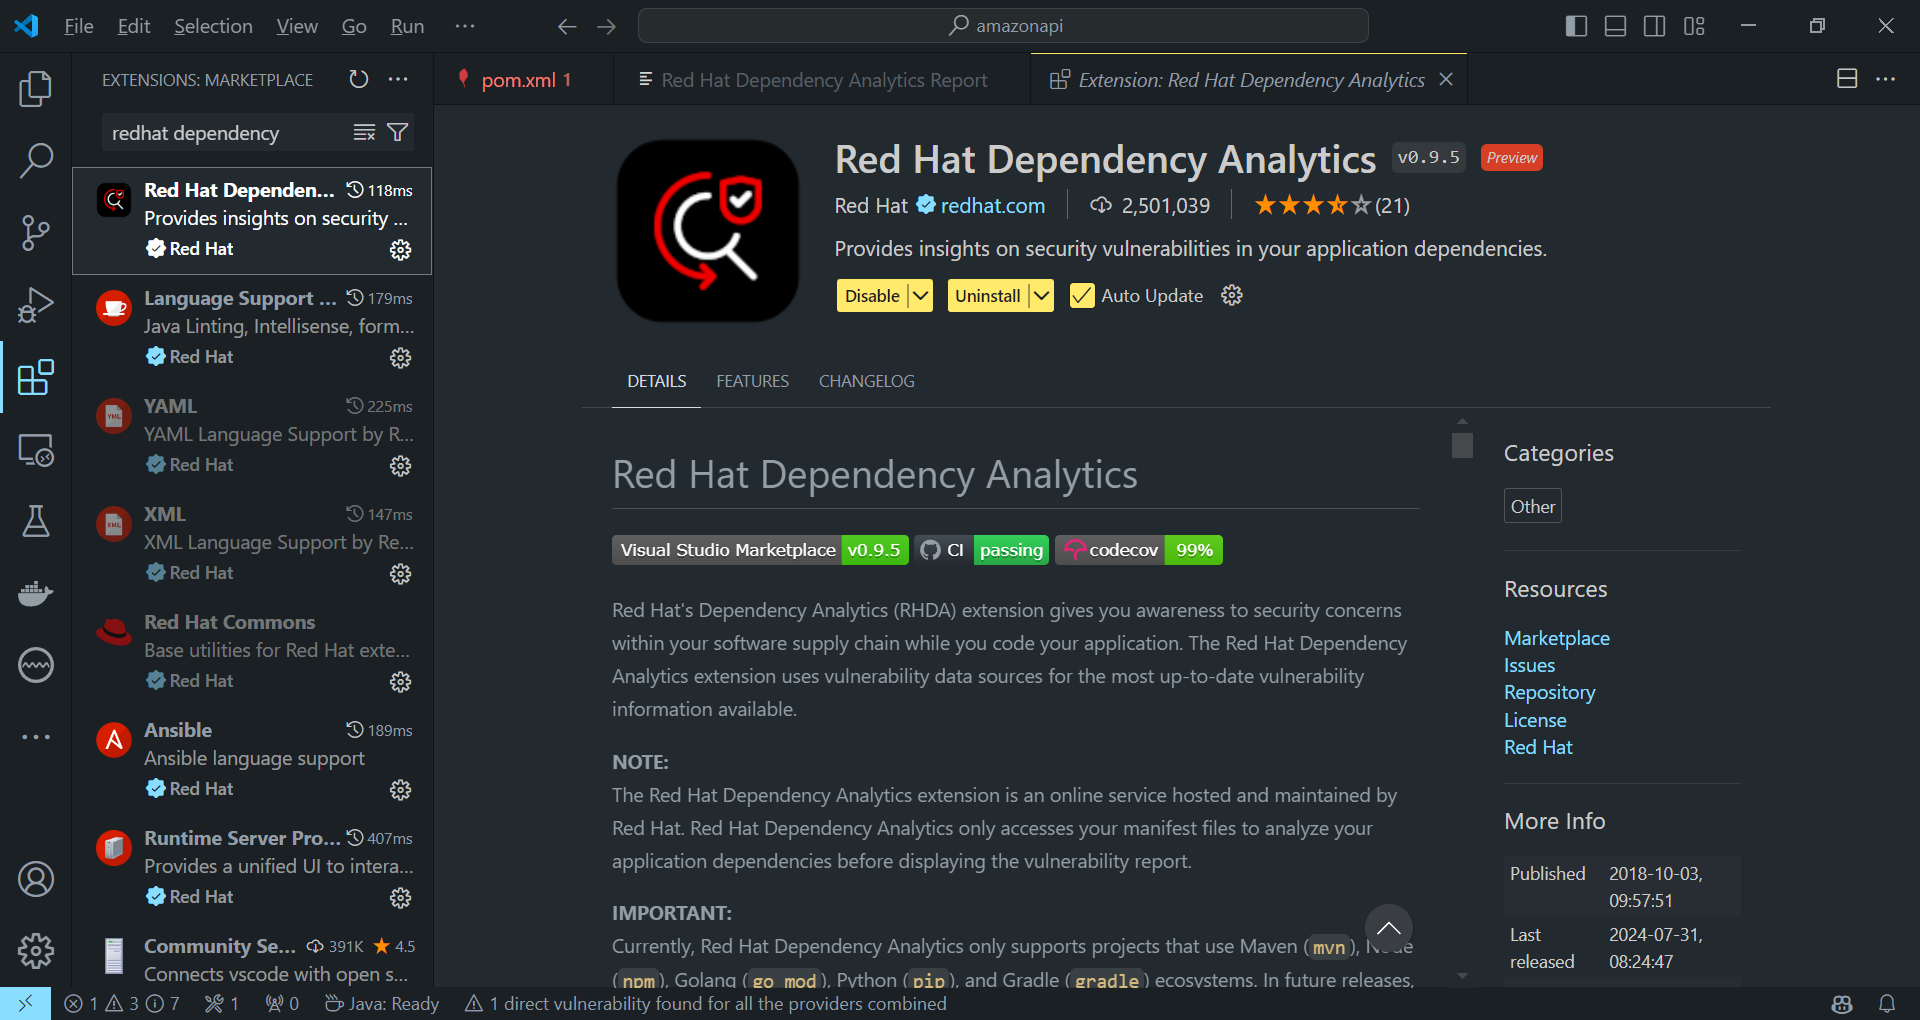 File Edit Selection View Go Run ··· amazonapi
EXTENSIONS: MARKETPLACE
redhat dependency
Red Hat Dependen... 118ms
Provides insights on security ...
Red Hat
Language Support ... 179ms
Java Linting, Intellisense, form...
Red Hat
YAML 225ms
YAML Language Support by R...
Red Hat
XML 147ms
XML Language Support by Re...
Red Hat
Red Hat Commons
Base utilities for Red Hat exte...
Red Hat
Ansible 189ms
Ansible language support
Red Hat
Runtime Server Pro... 407ms
Provides a unified UI to intera...
Red Hat
Community Se... 391K 4.5
Connects vscode with open s...
pom.xml 1 Red Hat Dependency Analytics Report Extension: Red Hat Dependency Analytics
Red Hat Dependency Analytics v0.9.5 Preview
Red Hat redhat.com 2,501,039 (21)
Provides insights on security vulnerabilities in your application dependencies.
Disable Uninstall Auto Update
DETAILS FEATURES CHANGELOG
Red Hat Dependency Analytics
Visual Studio Marketplace v0.9.5 CI passing codecov 99%
Red Hat's Dependency Analytics (RHDA) extension gives you awareness to security concerns
within your software supply chain while you code your application. The Red Hat Dependency
Analytics extension uses vulnerability data sources for the most up-to-date vulnerability
information available.
NOTE:
The Red Hat Dependency Analytics extension is an online service hosted and maintained by
Red Hat. Red Hat Dependency Analytics only accesses your manifest files to analyze your
application dependencies before displaying the vulnerability report.
IMPORTANT:
Currently, Red Hat Dependency Analytics only supports projects that use Maven (mvn), Node
(npm), Golang (go mod), Python (pip), and Gradle (gradle) ecosystems. In future releases,
Categories
Other
Resources
Marketplace
Issues
Repository
License
Red Hat
More Info
Published 2018-10-03,
09:57:51
Last 2024-07-31,
released 08:24:47
1 3 7 1 0 Java: Ready 1 direct vulnerability found for all the providers combined